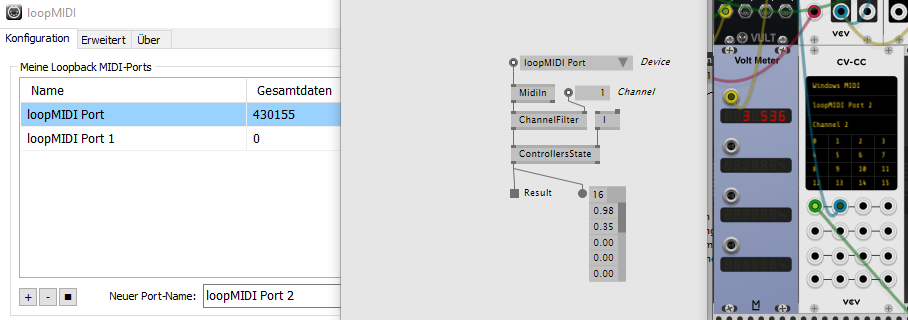 loopMIDI
Konfiguration
Erweitert
Über
Meine Loopback MIDI-Ports
Name
Gesamtdaten
loopMIDI Port
430155
loopMIDI Port 1
0
+
-
Neuer Port-Name:
loopMIDI Port 2
loopMIDI Port
Device
MidiIn
1
Channel
ChannelFilter
I
ControllersState
Result
16
0.98
0.35
0.00
0.00
0.00
VULT
VCV
VCV
Volt Meter
3.536
CV-CC
Windows MIDI
loopMIDI Port 2
Channel 2
0 1 2 3
4 5 6 7
8 9 10 11
12 13 14 15
VCV